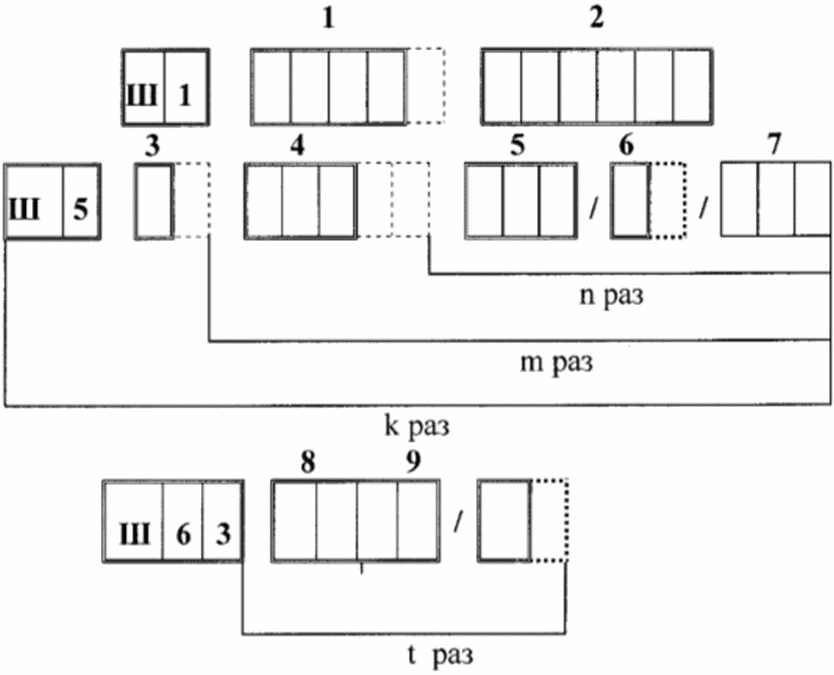 1 2
Ш 1
3 4 5 6 7
Ш 5 / /
n раз
m раз
k раз
8 9
Ш 6 3 /
t раз